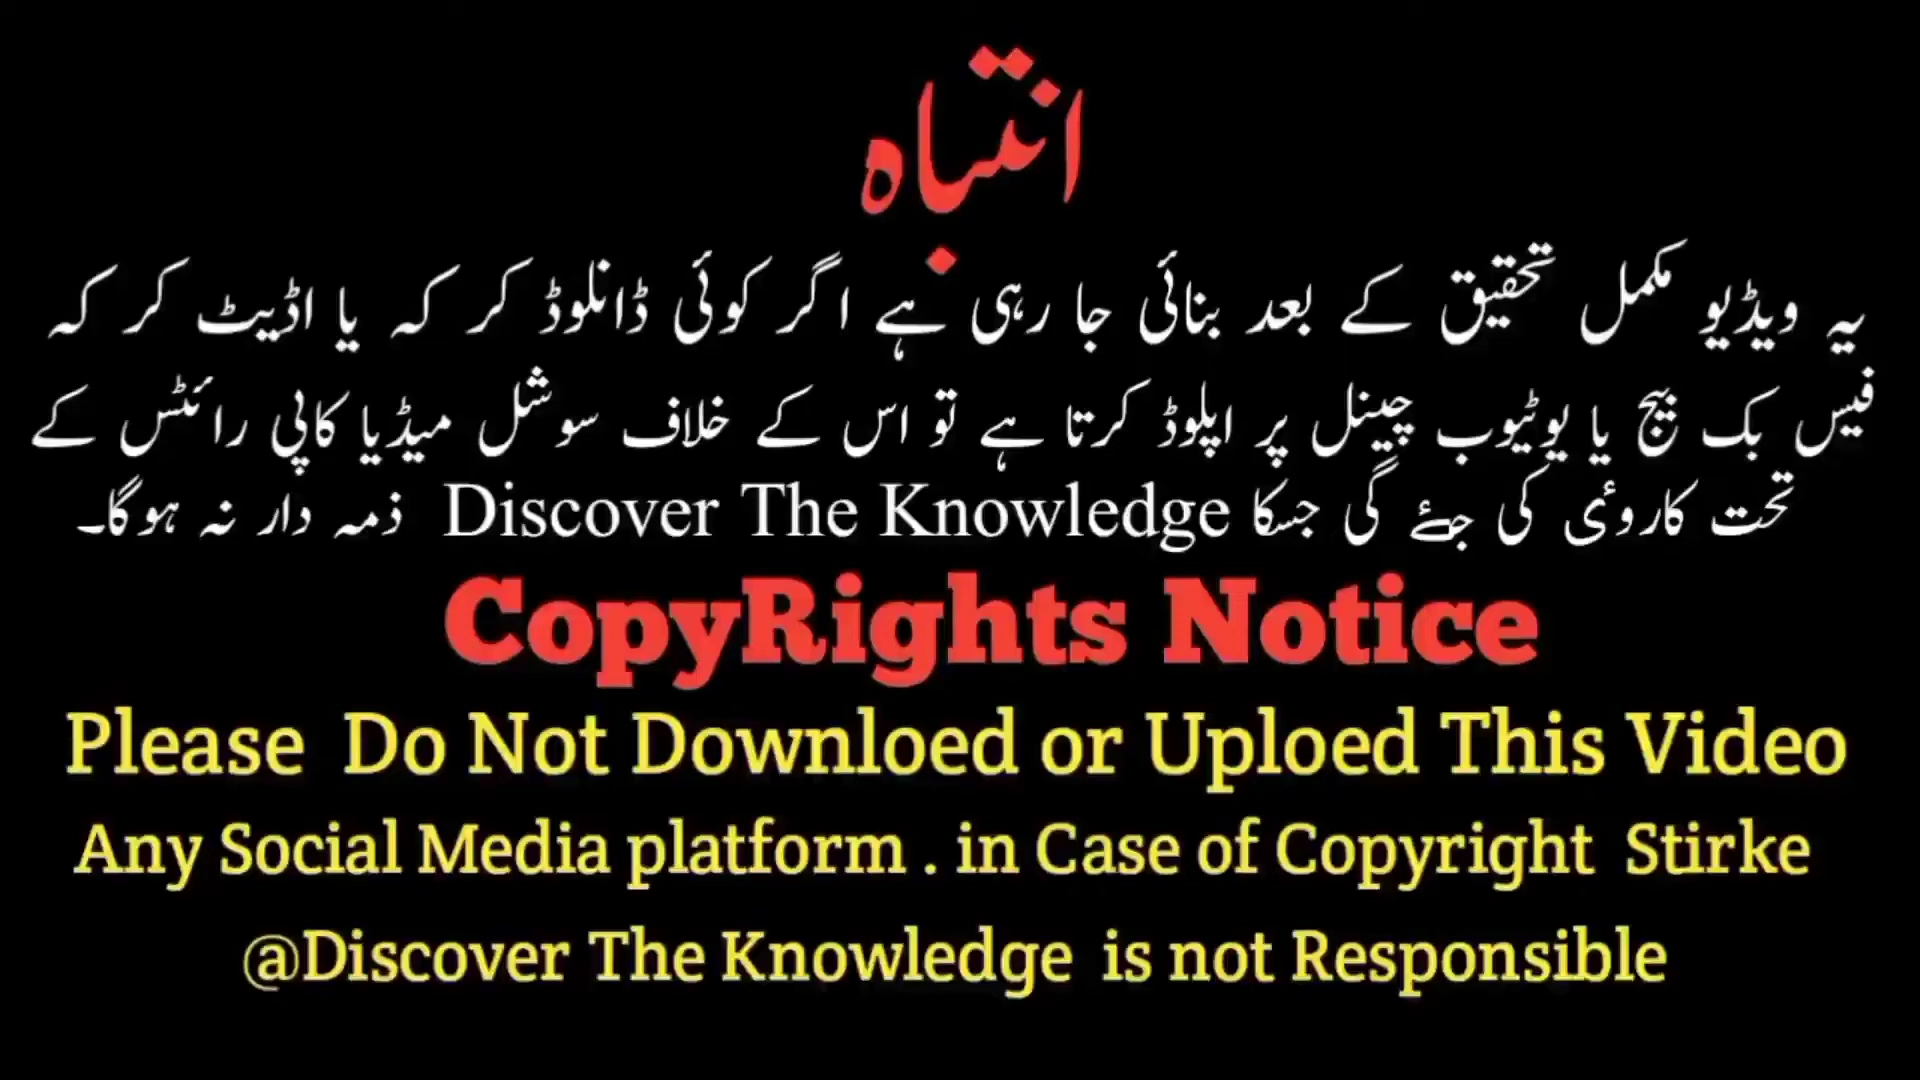 انتباہ
یہ ویڈیو مکمل تحقیق کے بعد بنائی جا رہی ہے اگر کوئی ڈانلوڈ کر کہ یا اڈیٹ کر کہ
فیس بک پیج یا یوٹیوب چینل پر اپلوڈ کرتا ہے تو اس کے خلاف سوشل میڈیا کاپی رائٹس کے
تحت کاروئی کی جئے گی جسکا Discover The Knowledge ذمہ دار نہ ہوگا۔
CopyRights Notice
Please Do Not Downloed or Uploed This Video
Any Social Media platform . in Case of Copyright Stirke
@Discover The Knowledge is not Responsible